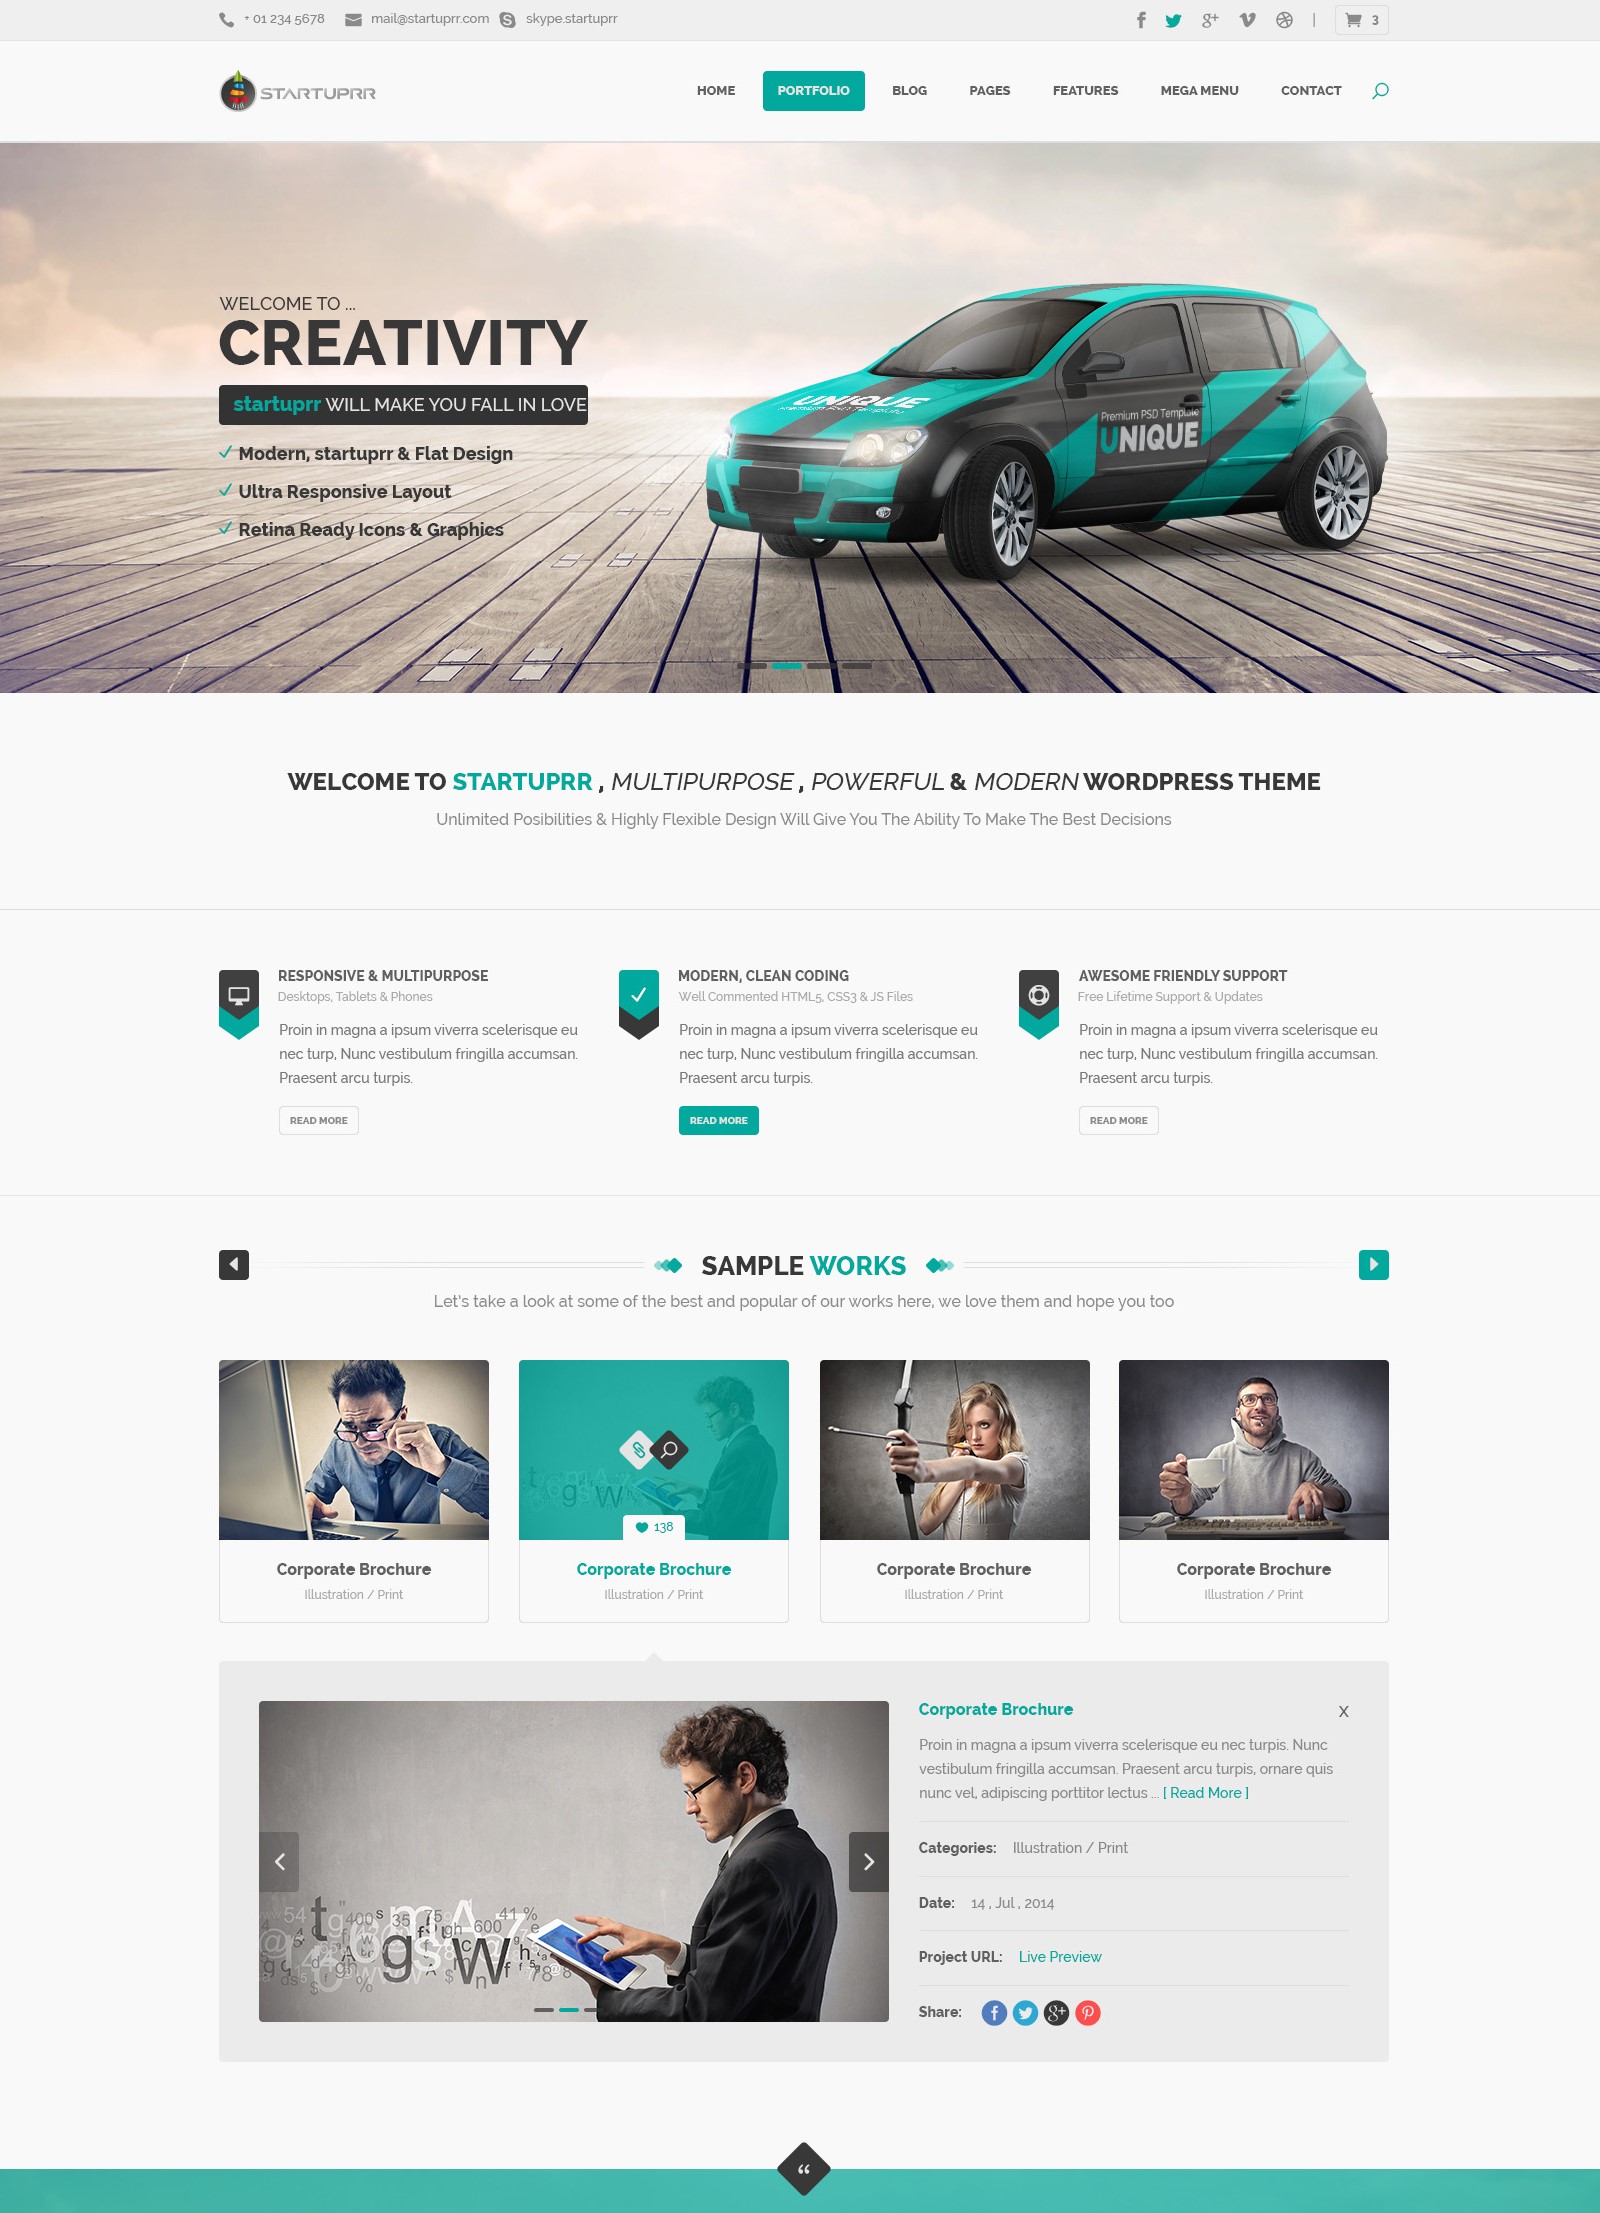 + 01 234 5678 mail@startuprr.com skype.startuprr
3
STARTUPRR
HOME PORTFOLIO BLOG PAGES FEATURES MEGA MENU CONTACT
WELCOME TO ...
CREATIVITY
startuprr WILL MAKE YOU FALL IN LOVE
Modern, startuprr & Flat Design
Ultra Responsive Layout
Retina Ready Icons & Graphics
UNIQUE
Premium PSD Template
UNIQUE
WELCOME TO STARTUPRR , MULTIPURPOSE , POWERFUL & MODERN WORDPRESS THEME
Unlimited Posibilities & Highly Flexible Design Will Give You The Ability To Make The Best Decisions
RESPONSIVE & MULTIPURPOSE
Desktops, Tablets & Phones
Proin in magna a ipsum viverra scelerisque eu
nec turp, Nunc vestibulum fringilla accumsan.
Praesent arcu turpis.
READ MORE
MODERN, CLEAN CODING
Well Commented HTML5, CSS3 & JS Files
Proin in magna a ipsum viverra scelerisque eu
nec turp, Nunc vestibulum fringilla accumsan.
Praesent arcu turpis.
READ MORE
AWESOME FRIENDLY SUPPORT
Free Lifetime Support & Updates
Proin in magna a ipsum viverra scelerisque eu
nec turp, Nunc vestibulum fringilla accumsan.
Praesent arcu turpis.
READ MORE
SAMPLE WORKS
Let's take a look at some of the best and popular of our works here, we love them and hope you too
138
Corporate Brochure
Illustration / Print
Corporate Brochure
Illustration / Print
Corporate Brochure
Illustration / Print
Corporate Brochure
Illustration / Print
Corporate Brochure X
Proin in magna a ipsum viverra scelerisque eu nec turpis. Nunc
vestibulum fringilla accumsan. Praesent arcu turpis, ornare quis
nunc vel, adipiscing porttitor lectus ... [ Read More ]
Categories: Illustration / Print
Date: 14 , Jul , 2014
Project URL: Live Preview
Share: